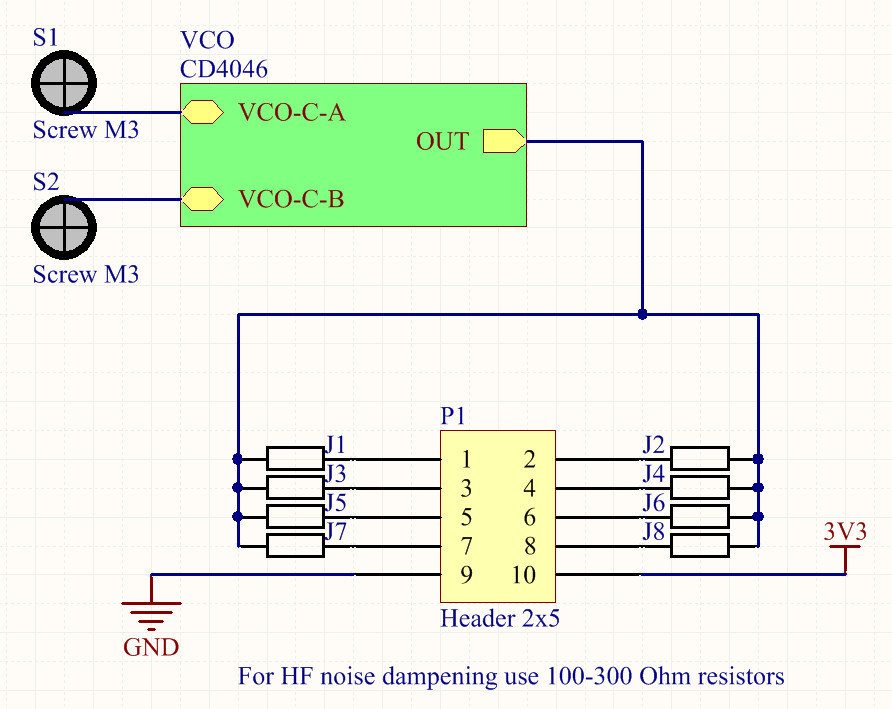 S1
VCO
CD4046
VCO-C-A
Screw M3
OUT
S2
VCO-C-B
Screw M3
P1
J1
J2
1 2
J3
J4
3 4
J5
J6
5 6
J7
J8
7 8
3V3
9 10
Header 2x5
GND
For HF noise dampening use 100-300 Ohm resistors